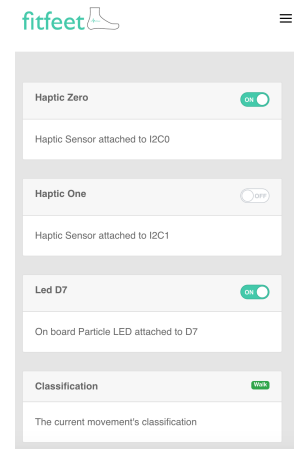 fitfeet
Haptic Zero
ON
Haptic Sensor attached to I2C0
Haptic One
OFF
Haptic Sensor attached to I2C1
Led D7
ON
On board Particle LED attached to D7
Classification
Walk
The current movement's classification